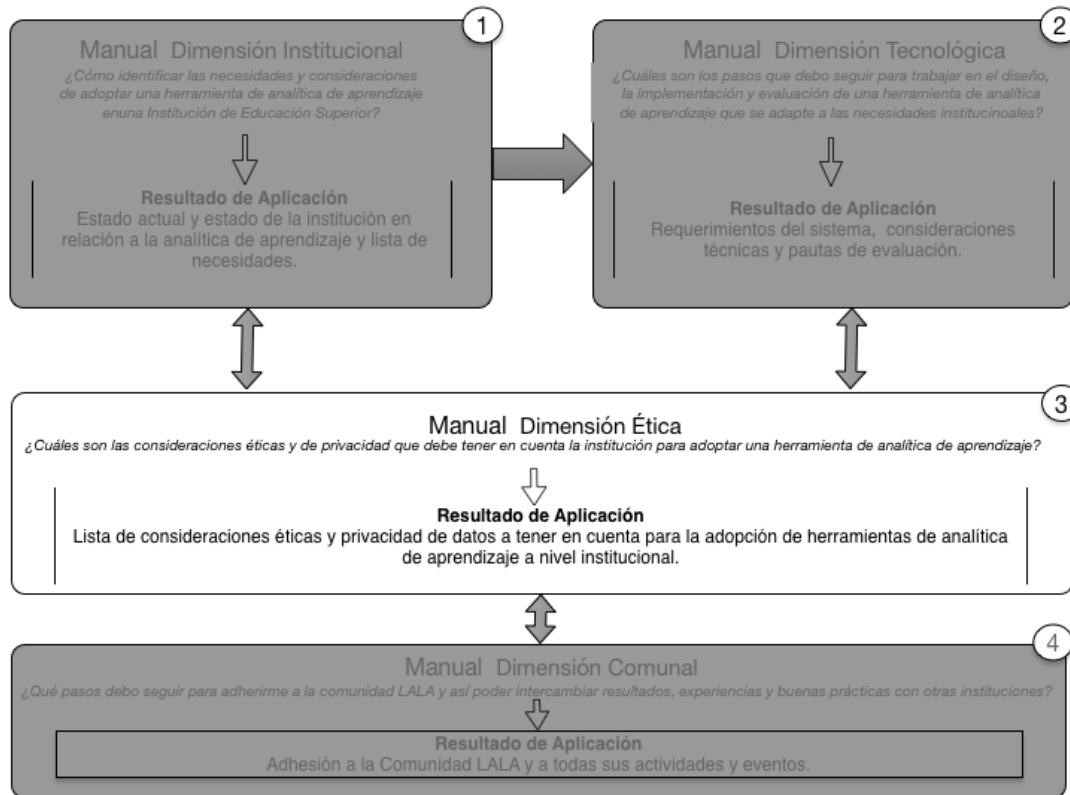 1
Manual Dimensión Institucional
¿Cómo identificar las necesidades y consideraciones
de adoptar una herramienta de analítica de aprendizaje
enuna Institución de Educación Superior?
Resultado de Aplicación
Estado actual y estado de la institución en
relación a la analítica de aprendizaje y lista de
necesidades.
2
Manual Dimensión Tecnológica
¿Cuáles son los pasos que debo seguir para trabajar en el diseño,
la implementación y evaluación de una herramienta de analítica
de aprendizaje que se adapte a las necesidades institucinoales?
Resultado de Aplicación
Requerimientos del sistema, consideraciones
técnicas y pautas de evaluación.
3
Manual Dimensión Ética
¿Cuáles son las consideraciones éticas y de privacidad que debe tener en cuenta la institución para adoptar una herramienta de analítica de aprendizaje?
Resultado de Aplicación
Lista de consideraciones éticas y privacidad de datos a tener en cuenta para la adopción de herramientas de analítica
de aprendizaje a nivel institucional.
4
Manual Dimensión Comunal
¿Qué pasos debo seguir para adherirme a la comunidad LALA y así poder intercambiar resultados, experiencias y buenas prácticas con otras instituciones?
Resultado de Aplicación
Adhesión a la Comunidad LALA y a todas sus actividades y eventos.